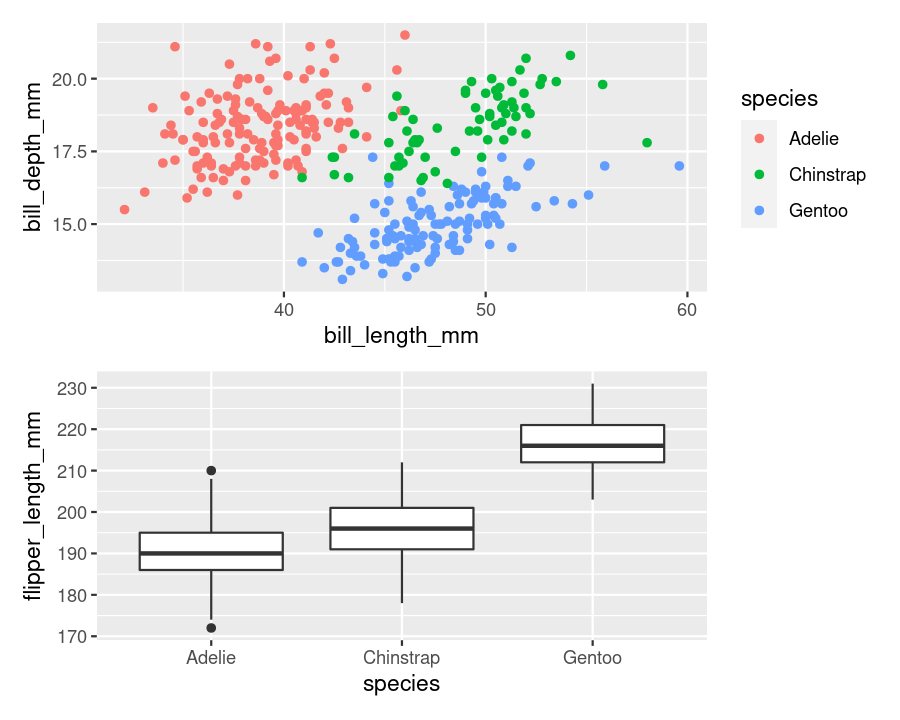 bill_depth_mm
20.0
17.5
15.0
40 50 60
bill_length_mm
species
Adelie
Chinstrap
Gentoo
flipper_length_mm
230
220
210
200
190
180
170
Adelie Chinstrap Gentoo
species